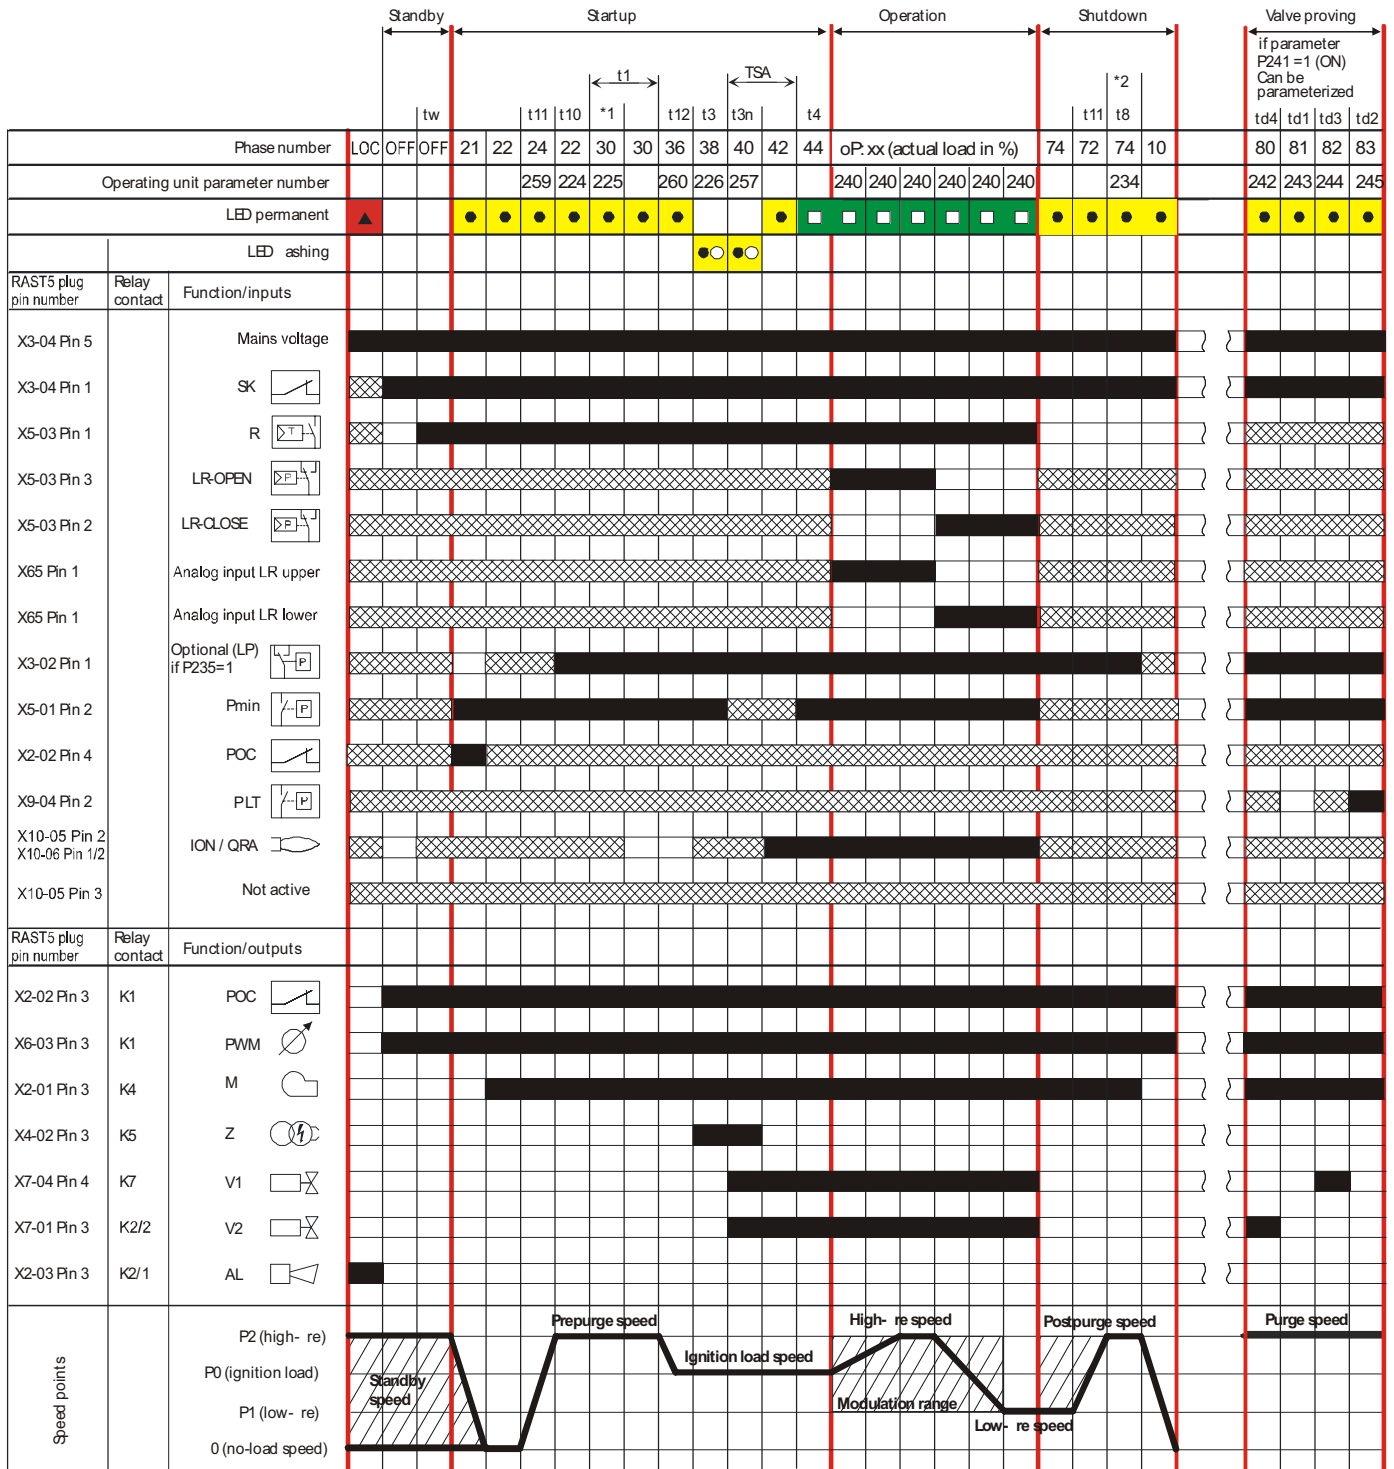 Standby Startup Operation Shutdown Valve proving
if parameter
P241 =1 (ON)
Can be
parameterized
t1 TSA *2
tw t11 t10 *1 t12 t3 t3n t4 t11 t8 td4 td1 td3 td2
Phase number LOC OFF OFF 21 22 24 22 30 30 36 38 40 42 44 oP: xx (actual load in %) 74 72 74 10 80 81 82 83
Operating unit parameter number 259 224 225 260 226 257 240 240 240 240 240 240 234 242 243 244 245
LED permanent
LED ashing
RAST5 plug
pin number
Relay
contact
Function/inputs
X3-04 Pin 5 Mains voltage
X3-04 Pin 1 SK
X5-03 Pin 1 R T
X5-03 Pin 3 LR-OPEN P
X5-03 Pin 2 LR-CLOSE P
X65 Pin 1 Analog input LR upper
X65 Pin 1 Analog input LR lower
X3-02 Pin 1 Optional (LP)
if P235=1 P
X5-01 Pin 2 Pmin P
X2-02 Pin 4 POC
X9-04 Pin 2 PLT P
X10-05 Pin 2
X10-06 Pin 1/2 ION / QRA
X10-05 Pin 3 Not active
RAST5 plug
pin number
Relay
contact
Function/outputs
X2-02 Pin 3 K1 POC
X6-03 Pin 3 K1 PWM
X2-01 Pin 3 K4 M
X4-02 Pin 3 K5 Z
X7-04 Pin 4 K7 V1
X7-01 Pin 3 K2/2 V2
X2-03 Pin 3 K2/1 AL
Speed points
P2 (high- re)
P0 (ignition load)
P1 (low- re)
0 (no-load speed)
Standby
speed
Prepurge speed
Ignition load speed
High- re speed
Modulation range
Low- re speed
Postpurge speed
Purge speed